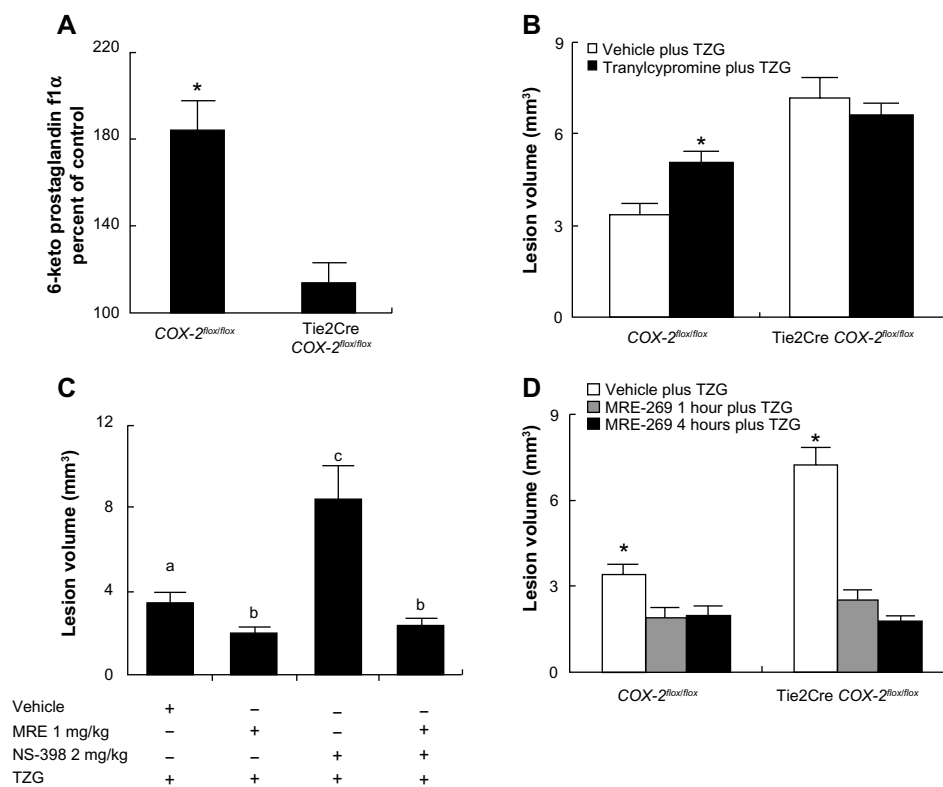 A
220
180
140
100
6-keto prostaglandin f1α
percent of control
*
COX-2flox/flox
Tie2Cre
COX-2flox/flox
B
9
6
3
0
Lesion volume (mm³)
Vehicle plus TZG
Tranylcypromine plus TZG
*
COX-2flox/flox
Tie2Cre COX-2flox/flox
C
12
8
4
0
Lesion volume (mm³)
a
b
c
b
Vehicle + – – –
MRE 1 mg/kg – + – +
NS-398 2 mg/kg – – + +
TZG + + + +
D
9
6
3
0
Lesion volume (mm³)
Vehicle plus TZG
MRE-269 1 hour plus TZG
MRE-269 4 hours plus TZG
*
*
COX-2flox/flox
Tie2Cre COX-2flox/flox